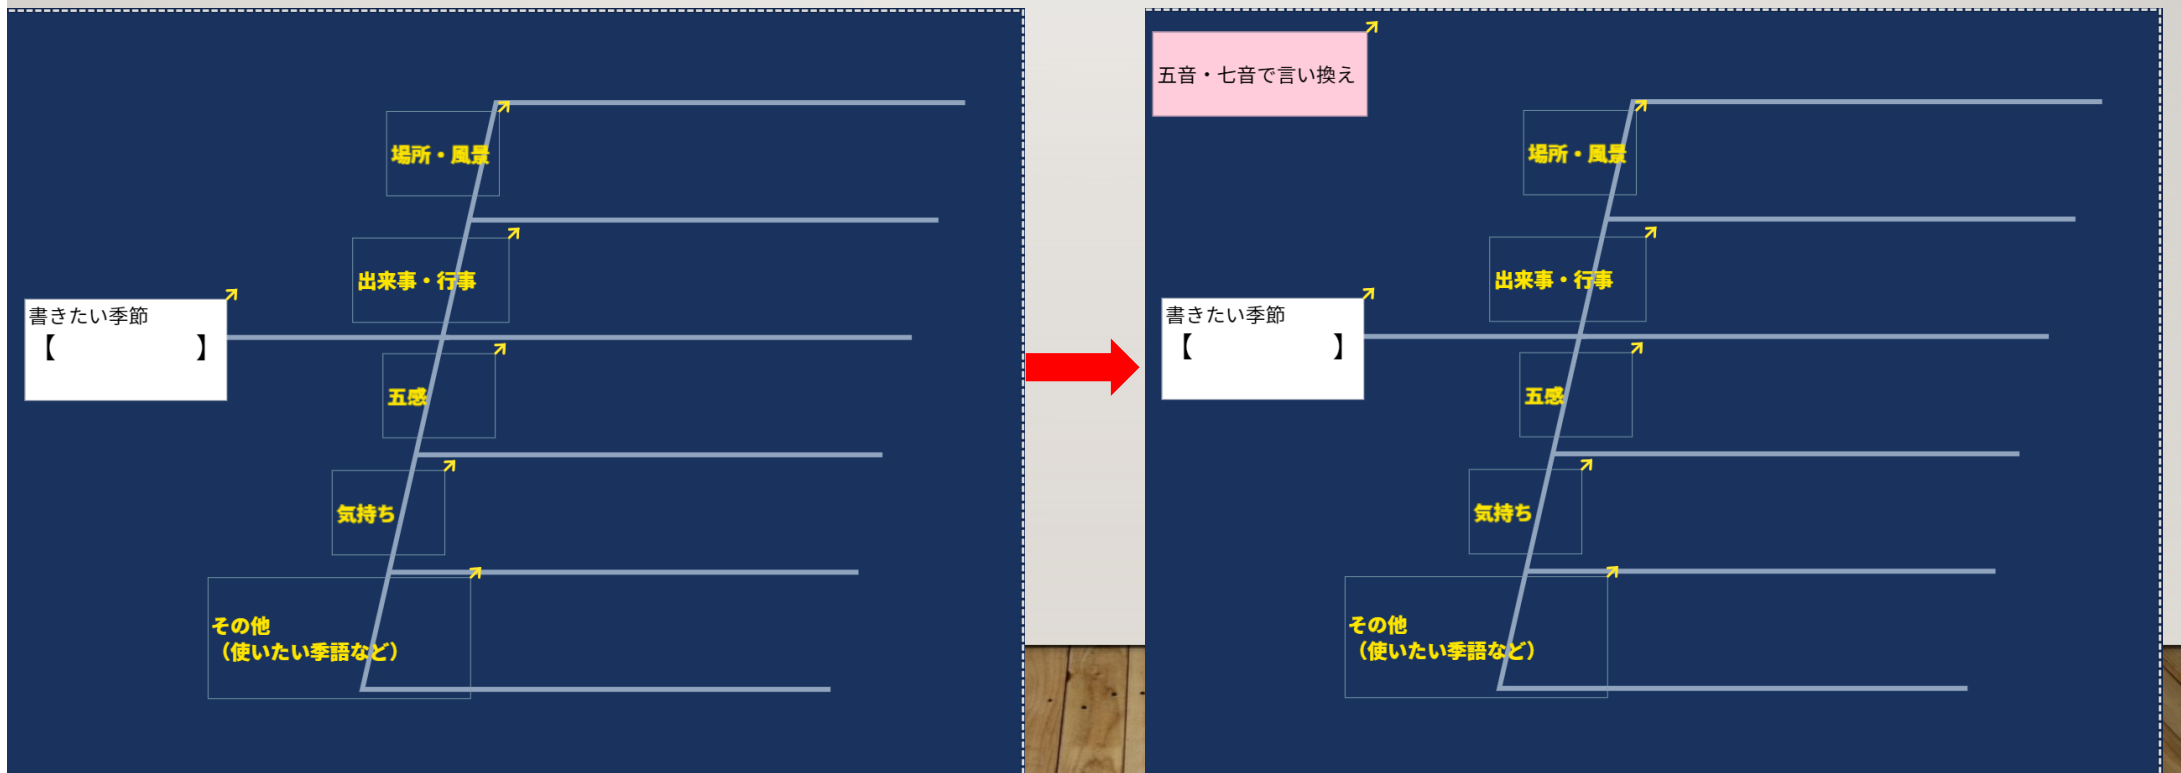 場所・風景
出来事・行事
書きたい季節
【　　　　　】
五感
気持ち
その他
（使いたい季語など）
五音・七音で言い換え
場所・風景
出来事・行事
書きたい季節
【　　　　　】
五感
気持ち
その他
（使いたい季語など）